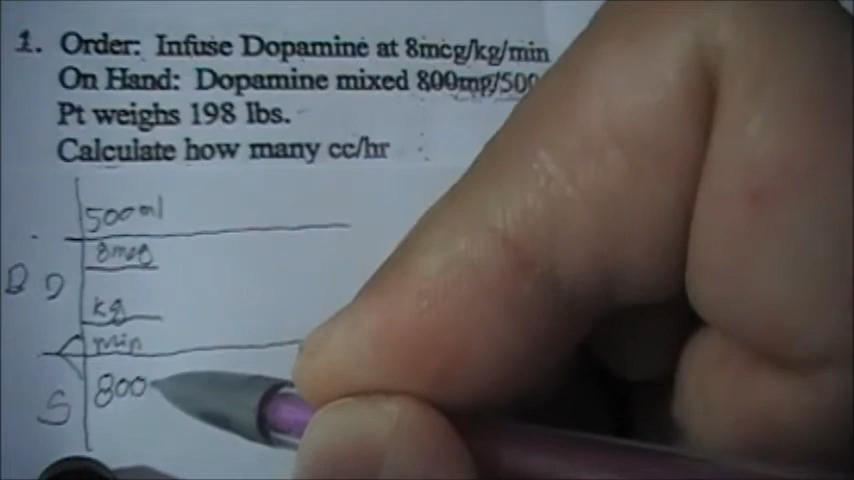 1. Order: Infuse Dopamine at 8mcg/kg/min
On Hand: Dopamine mixed 800mg/500
Pt weighs 198 lbs.
Calculate how many cc/hr
500ml
8mcg
D
kg
min
800
S